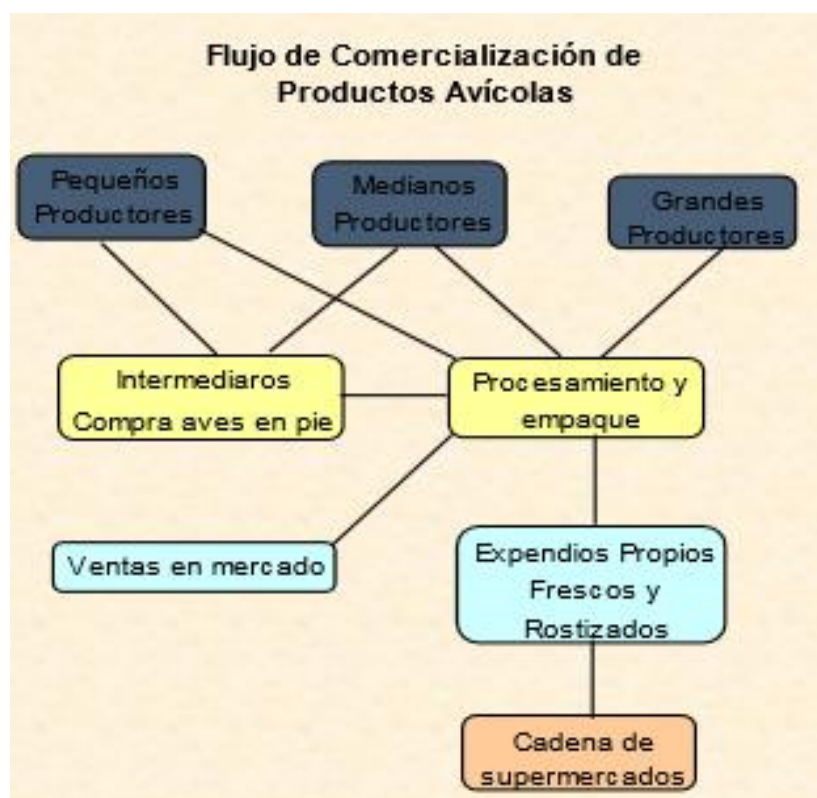 Flujo de Comercialización de
Productos Avícolas
Pequeños
Productores
Medianos
Productores
Grandes
Productores
Intermediaros
Compra aves en pie
Procesamiento y
empaque
Ventas en mercado
Expendios Propios
Frescos y
Rostizados
Cadena de
supermercados